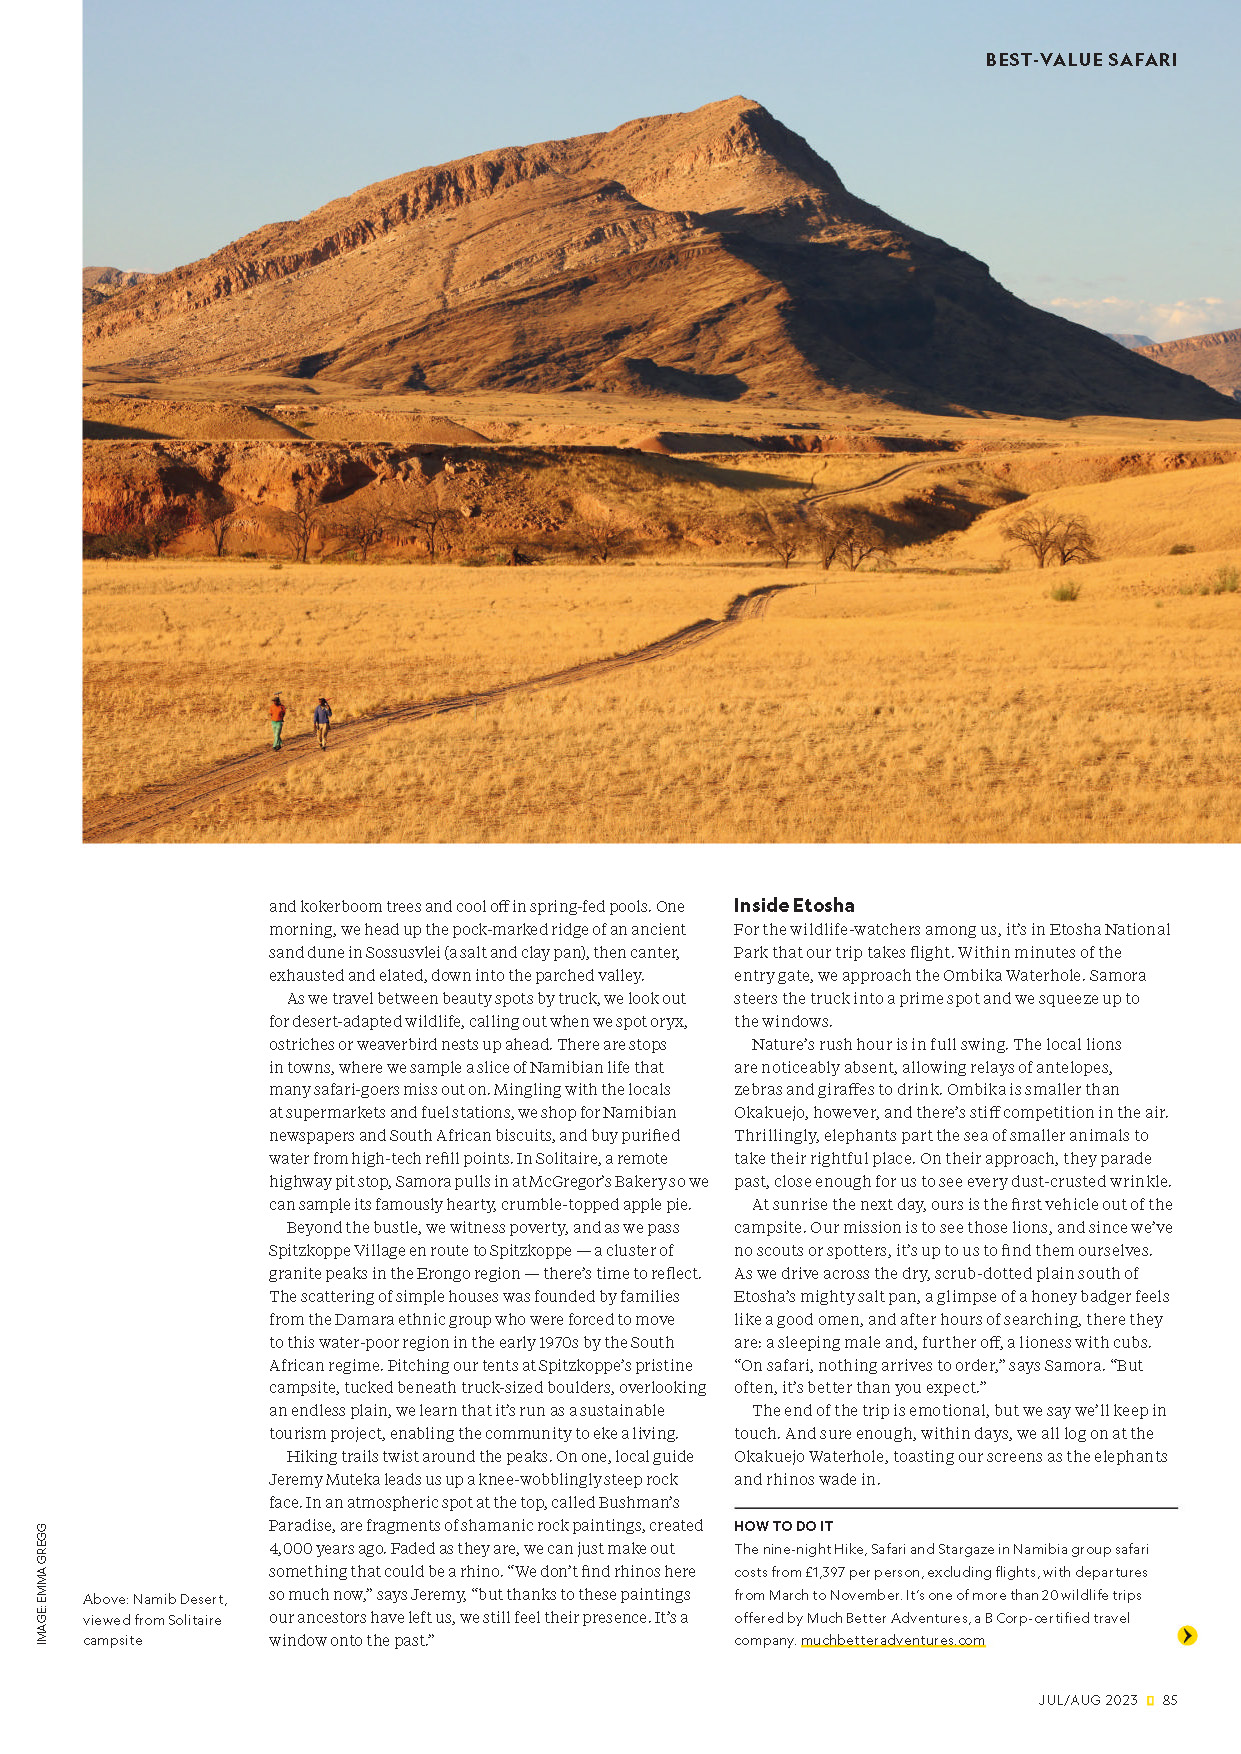 BEST-VALUE SAFARI
and kokerboom trees and cool off in spring-fed pools. One
morning, we head up the pock-marked ridge of an ancient
sand dune in Sossusvlei (a salt and clay pan), then canter,
exhausted and elated, down into the parched valley.
As we travel between beauty spots by truck, we look out
for desert-adapted wildlife, calling out when we spot oryx,
ostriches or weaverbird nests up ahead. There are stops
in towns, where we sample a slice of Namibian life that
many safari-goers miss out on. Mingling with the locals
at supermarkets and fuel stations, we shop for Namibian
newspapers and South African biscuits, and buy purified
water from high-tech refill points. In Solitaire, a remote
highway pit stop, Samora pulls in at McGregor's Bakery so we
can sample its famously hearty, crumble-topped apple pie.
Beyond the bustle, we witness poverty, and as we pass
Spitzkoppe Village en route to Spitzkoppe — a cluster of
granite peaks in the Erongo region — there's time to reflect.
The scattering of simple houses was founded by families
from the Damara ethnic group who were forced to move
to this water-poor region in the early 1970s by the South
African regime. Pitching our tents at Spitzkoppe's pristine
campsite, tucked beneath truck-sized boulders, overlooking
an endless plain, we learn that it's run as a sustainable
tourism project, enabling the community to eke a living.
Hiking trails twist around the peaks. On one, local guide
Jeremy Muteka leads us up a knee-wobblingly steep rock
face. In an atmospheric spot at the top, called Bushman's
Paradise, are fragments of shamanic rock paintings, created
4,000 years ago. Faded as they are, we can just make out
something that could be a rhino. “We don't find rhinos here
so much now,” says Jeremy, “but thanks to these paintings
our ancestors have left us, we still feel their presence. It's a
window onto the past.”
Inside Etosha
For the wildlife-watchers among us, it's in Etosha National
Park that our trip takes flight. Within minutes of the
entry gate, we approach the Ombika Waterhole. Samora
steers the truck into a prime spot and we squeeze up to
the windows.
Nature's rush hour is in full swing. The local lions
are noticeably absent, allowing relays of antelopes,
zebras and giraffes to drink. Ombika is smaller than
Okakuejo, however, and there's stiff competition in the air.
Thrillingly, elephants part the sea of smaller animals to
take their rightful place. On their approach, they parade
past, close enough for us to see every dust-crusted wrinkle.
At sunrise the next day, ours is the first vehicle out of the
campsite. Our mission is to see those lions, and since we've
no scouts or spotters, it's up to us to find them ourselves.
As we drive across the dry, scrub-dotted plain south of
Etosha's mighty salt pan, a glimpse of a honey badger feels
like a good omen, and after hours of searching, there they
are: a sleeping male and, further off, a lioness with cubs.
“On safari, nothing arrives to order,” says Samora. “But
often, it's better than you expect.”
The end of the trip is emotional, but we say we'll keep in
touch. And sure enough, within days, we all log on at the
Okakuejo Waterhole, toasting our screens as the elephants
and rhinos wade in.
HOW TO DO IT
The nine-night Hike, Safari and Stargaze in Namibia group safari
costs from £1,397 per person, excluding flights, with departures
from March to November. It's one of more than 20 wildlife trips
offered by Much Better Adventures, a B Corp-certified travel
company. muchbetteradventures.com
Above: Namib Desert,
viewed from Solitaire
campsite
IMAGE: EMMA GREGG
JUL/AUG 2023 85